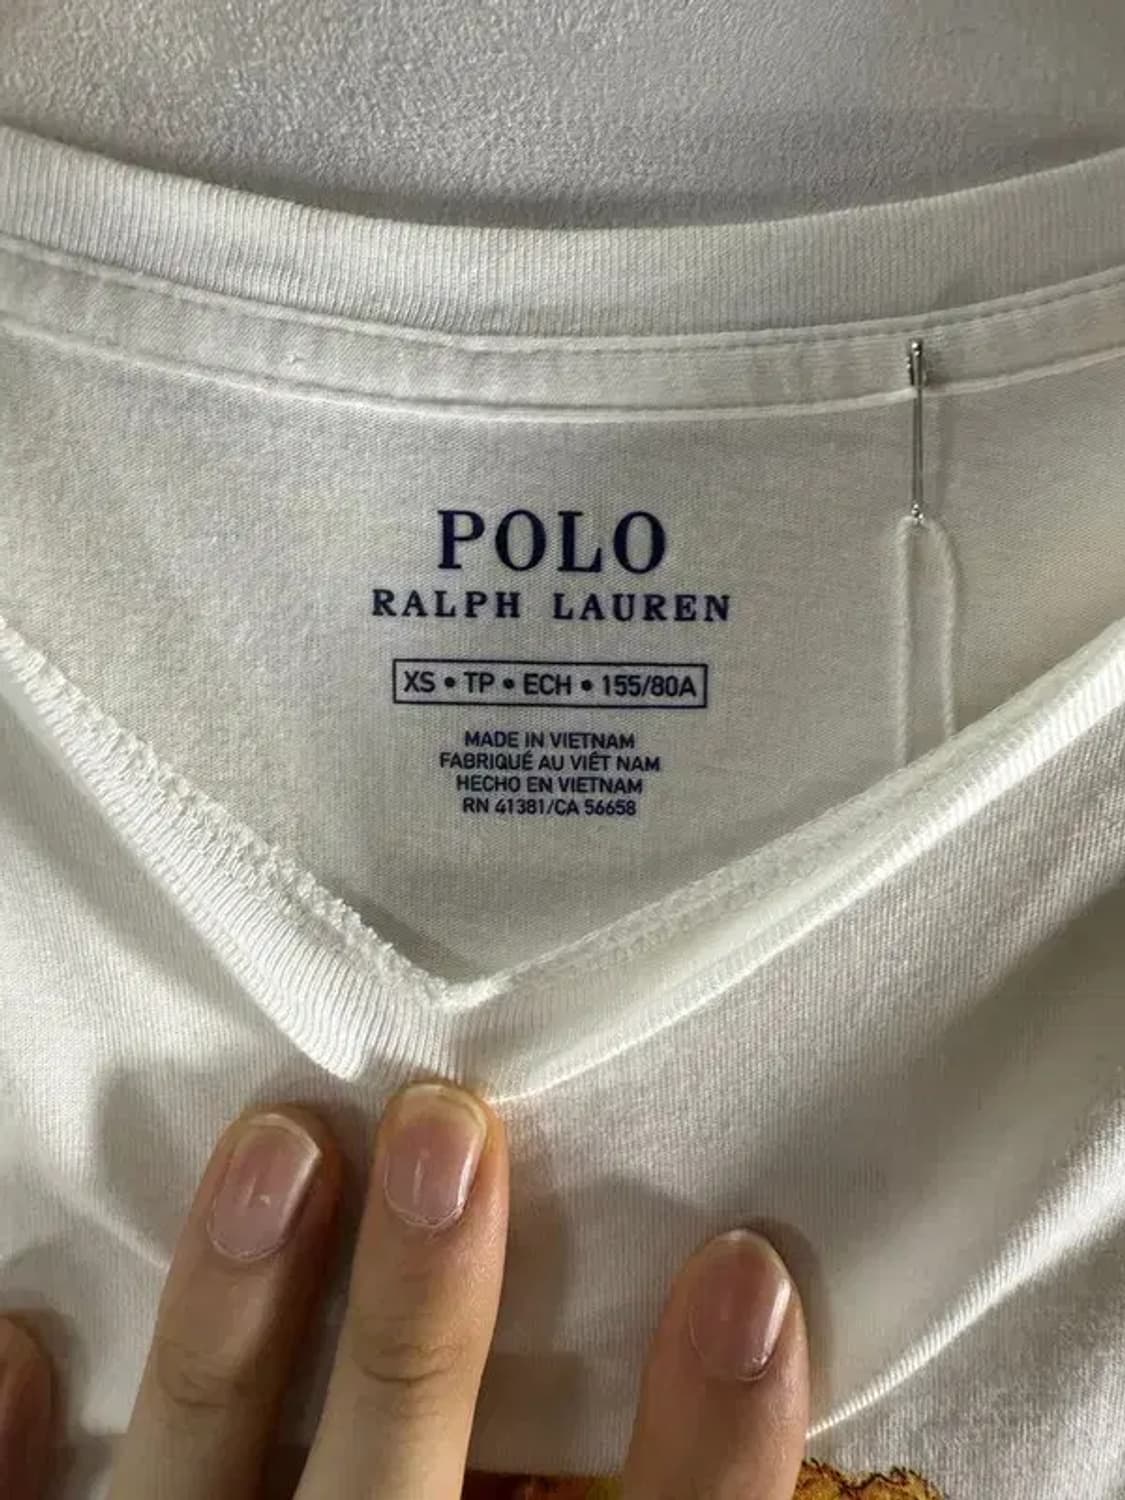 POLO
RALPH LAUREN
XS • TP • ECH • 155/80A
MADE IN VIETNAM
FABRIQUÉ AU VIÊT NAM
HECHO EN VIETNAM
RN 41381/CA 56658